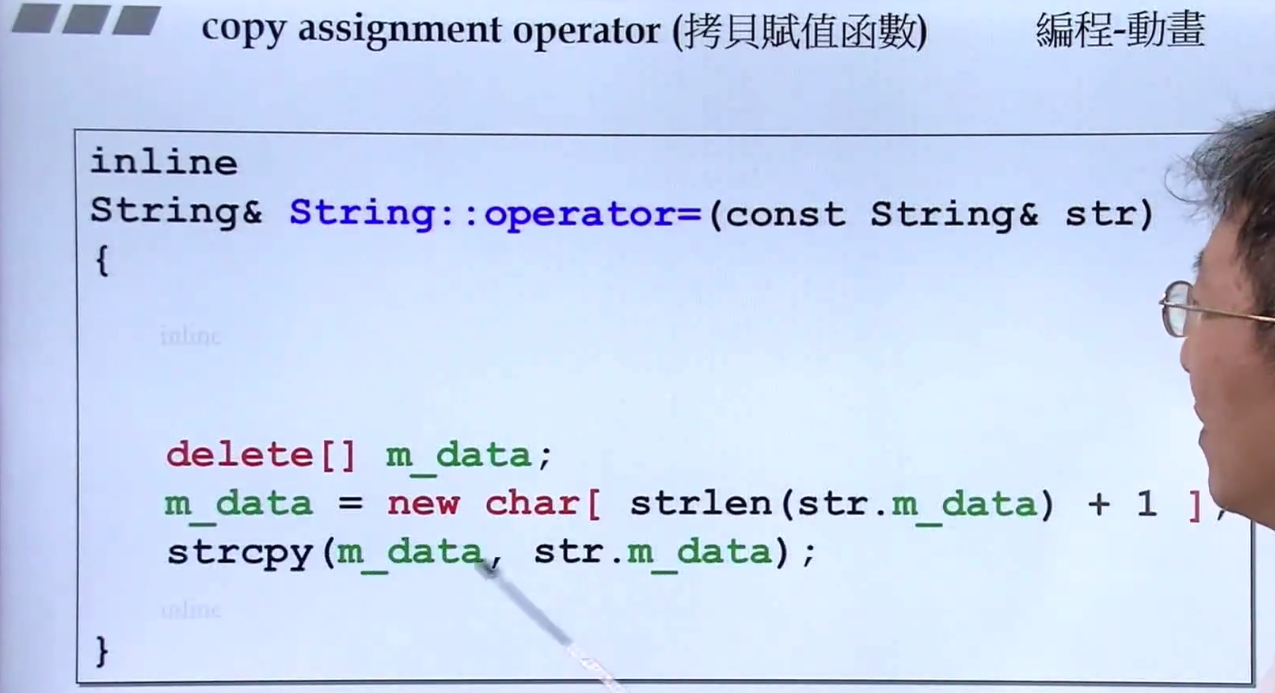 copy assignment operator (拷貝賦值函數) 編程-動畫
inline
String& String::operator=(const String& str)
{
inline
delete[] m_data;
m_data = new char[ strlen(str.m_data) + 1 ];
strcpy(m_data, str.m_data);
inline
}